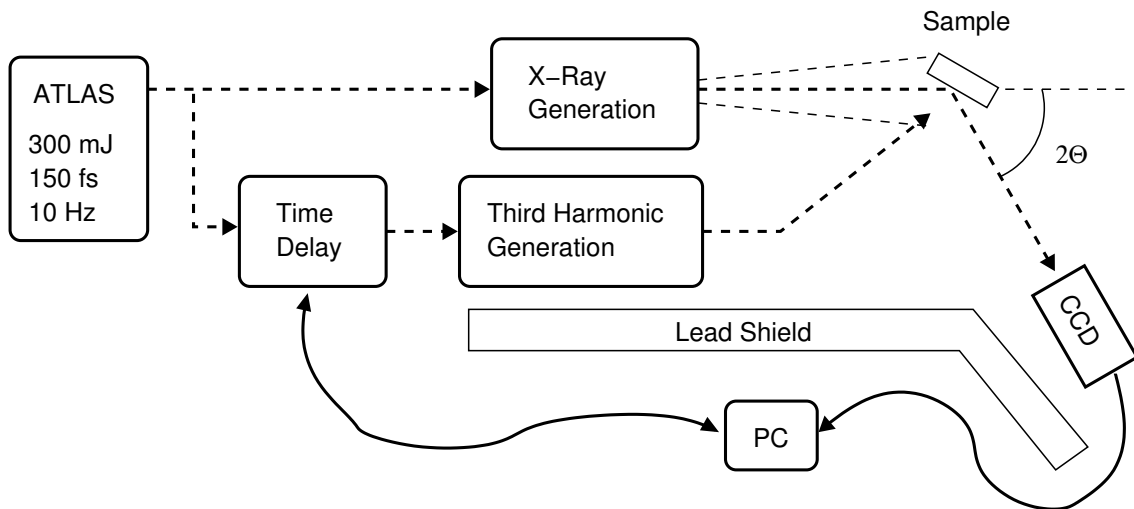 Sample
ATLAS
300 mJ
150 fs
10 Hz
X−Ray
Generation
2Θ
Time
Delay
Third Harmonic
Generation
CCD
Lead Shield
PC